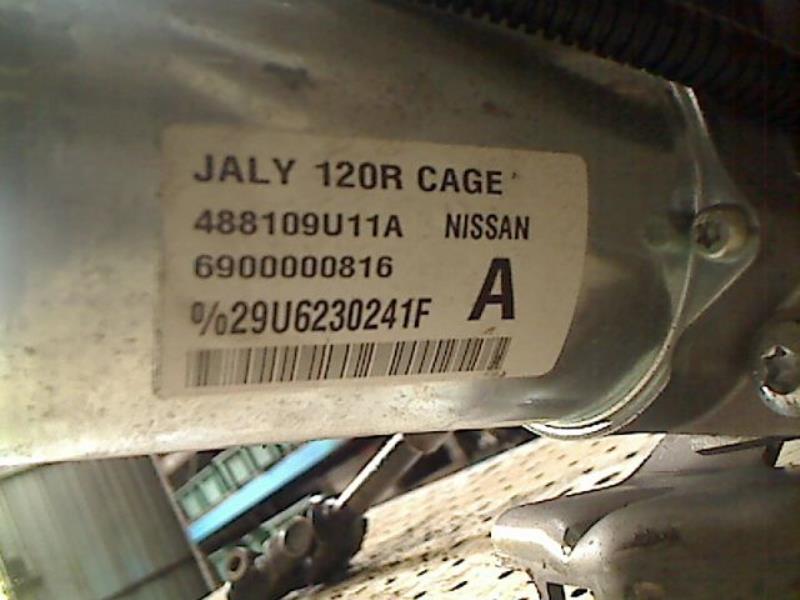 JALY 120R CAGE
488109U11A NISSAN
6900000816
%29U6230241F A